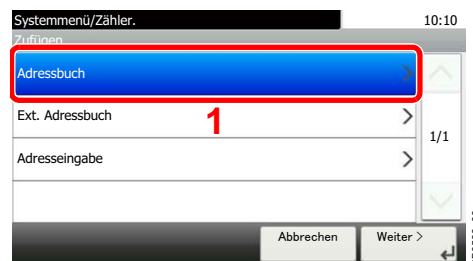 Systemmenü/Zähler. 10:10
Zufügen
Adressbuch
Ext. Adressbuch
1
1/1
Adresseingabe
Abbrechen Weiter >